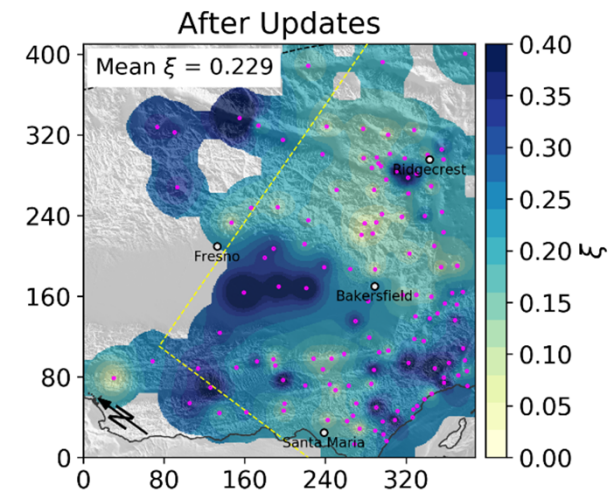 After Updates
Mean ξ = 0.229
400
320
240
160
80
0
0
80
160
240
320
Ridgecrest
Fresno
Bakersfield
Santa Maria
N
0.40
0.35
0.30
0.25
0.20
0.15
0.10
0.05
0.00
ξ